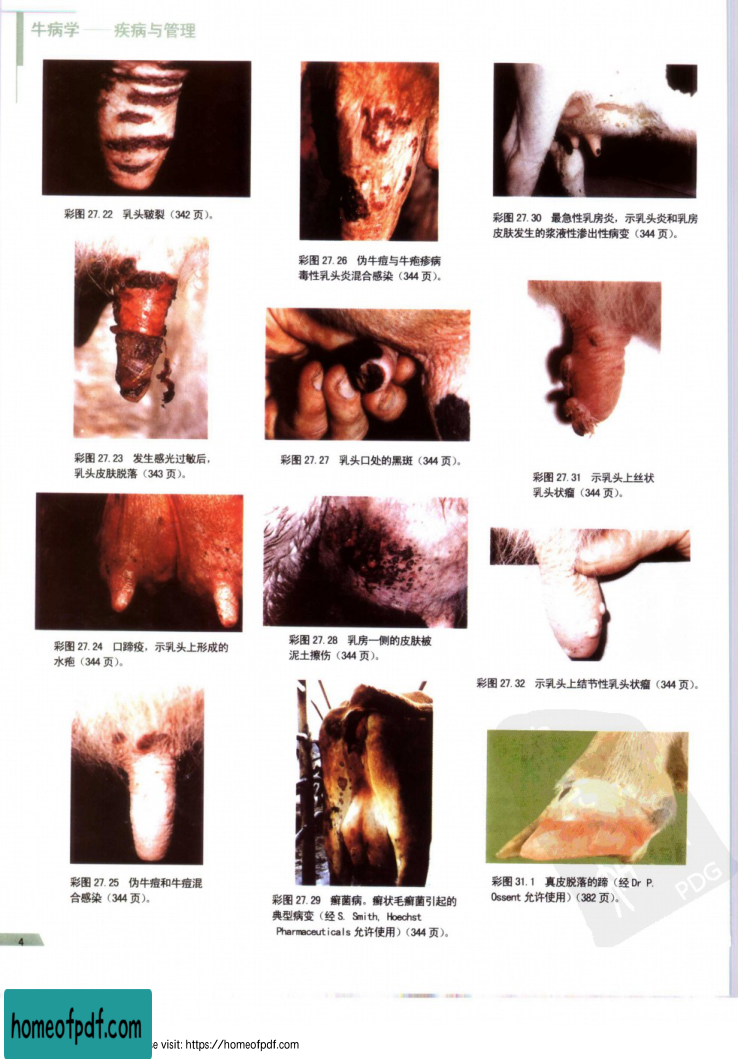 牛病学——疾病与管理
彩图 27.22 乳头皲裂（342 页）。
彩图 27.23 发生感光过敏后，
乳头皮肤脱落（343 页）。
彩图 27.24 口蹄疫，示乳头上形成的
水疱（344 页）。
彩图 27.25 伪牛痘和牛痘混
合感染（344 页）。
彩图 27.26 伪牛痘与牛疱疹病
毒性乳头炎混合感染（344 页）。
彩图 27.27 乳头口处的黑斑（344 页）。
彩图 27.28 乳房一侧的皮肤被
泥土擦伤（344 页）。
彩图 27.29 癣菌病。癣状毛癣菌引起的
典型病变（经 S. Smith, Hoechst
Pharmaceuticals 允许使用）（344 页）。
彩图 27.30 最急性乳房炎，示乳头炎和乳房
皮肤发生的浆液性渗出性病变（344 页）。
彩图 27.31 示乳头上丝状
乳头状瘤（344 页）。
彩图 27.32 示乳头上结节性乳头状瘤（344 页）。
彩图 31.1 真皮脱落的蹄（经 Dr P.
Ossent 允许使用）（382 页）。
PDG
4
homeofpdf.com
se visit: https://homeofpdf.com